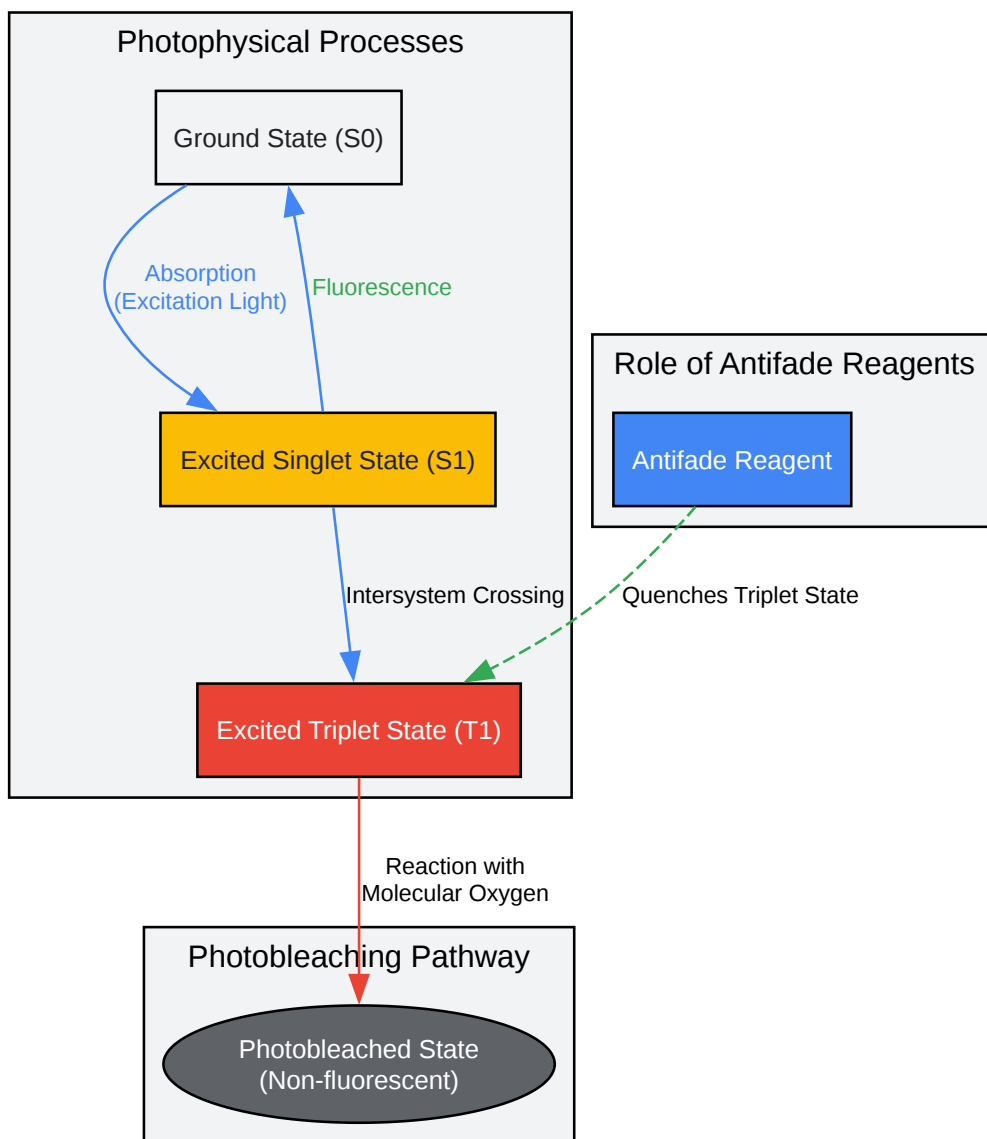 Photophysical Processes
Ground State (S0)
Absorption
(Excitation Light)
Fluorescence
Role of Antifade Reagents
Excited Singlet State (S1)
Antifade Reagent
Intersystem Crossing
Quenches Triplet State
Excited Triplet State (T1)
Reaction with
Molecular Oxygen
Photobleaching Pathway
Photobleached State
(Non-fluorescent)